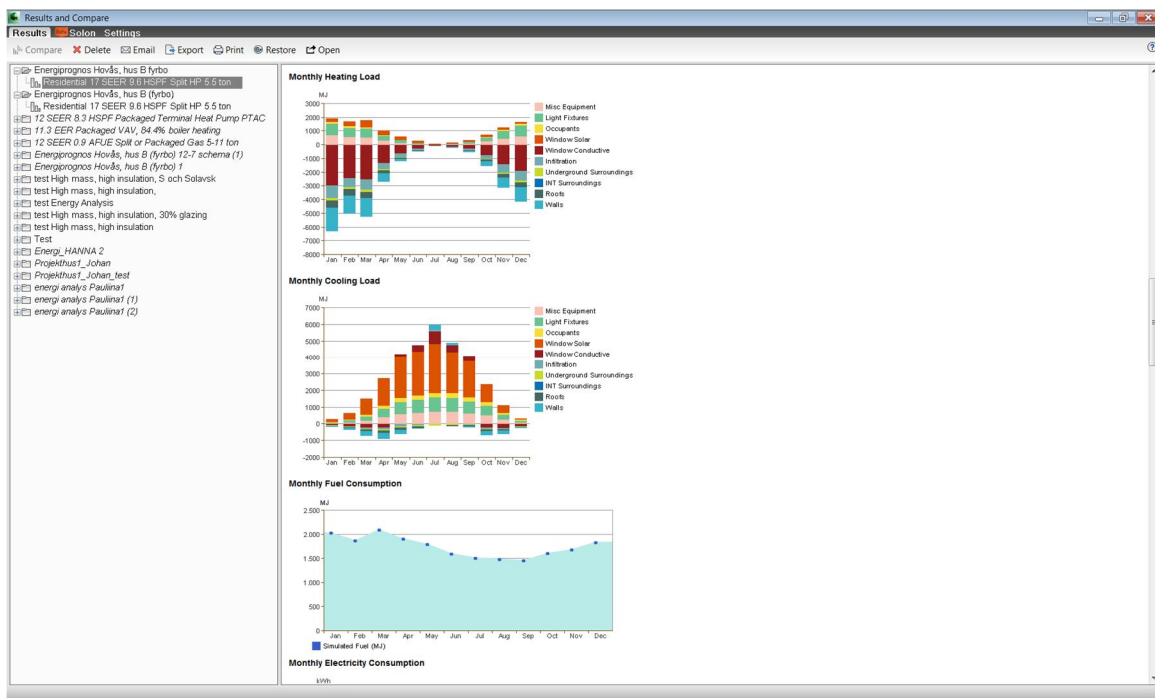 Results and Compare
Results Beta Solon Settings
Compare Delete Email Export Print Restore Open
Energiprognos Hovås, hus B fyrbo
Residential 17 SEER 9.6 HSPF Split HP 5.5 ton
Energiprognos Hovås, hus B (fyrbo)
Residential 17 SEER 9.6 HSPF Split HP 5.5 ton
12 SEER 8.3 HSPF Packaged Terminal Heat Pump PTAC
11.3 EER Packaged VAV, 84.4% boiler heating
12 SEER 0.9 AFUE Split or Packaged Gas 5-11 ton
Energiprognos Hovås, hus B (fyrbo) 12-7 schema (1)
Energiprognos Hovås, hus B (fyrbo) 1
test High mass, high insulation, S och Solavsk
test High mass, high insulation,
test Energy Analysis
test High mass, high insulation, 30% glazing
test High mass, high insulation
Test
Energi_HANNA 2
Projekthus1_Johan
Projekthus1_Johan_test
energi analys Pauliina1
energi analys Pauliina1 (1)
energi analys Pauliina1 (2)
Monthly Heating Load
MJ
3000
2000
1000
0
-1000
-2000
-3000
-4000
-5000
-6000
-7000
-8000
Jan Feb Mar Apr May Jun Jul Aug Sep Oct Nov Dec
Misc Equipment
Light Fixtures
Occupants
Window Solar
Window Conductive
Infiltration
Underground Surroundings
INT Surroundings
Roofs
Walls
Monthly Cooling Load
MJ
7000
6000
5000
4000
3000
2000
1000
0
-1000
-2000
Jan Feb Mar Apr May Jun Jul Aug Sep Oct Nov Dec
Misc Equipment
Light Fixtures
Occupants
Window Solar
Window Conductive
Infiltration
Underground Surroundings
INT Surroundings
Roofs
Walls
Monthly Fuel Consumption
MJ
2.500
2.000
1.500
1.000
500
0
Jan Feb Mar Apr May Jun Jul Aug Sep Oct Nov Dec
Simulated Fuel (MJ)
Monthly Electricity Consumption
kWh